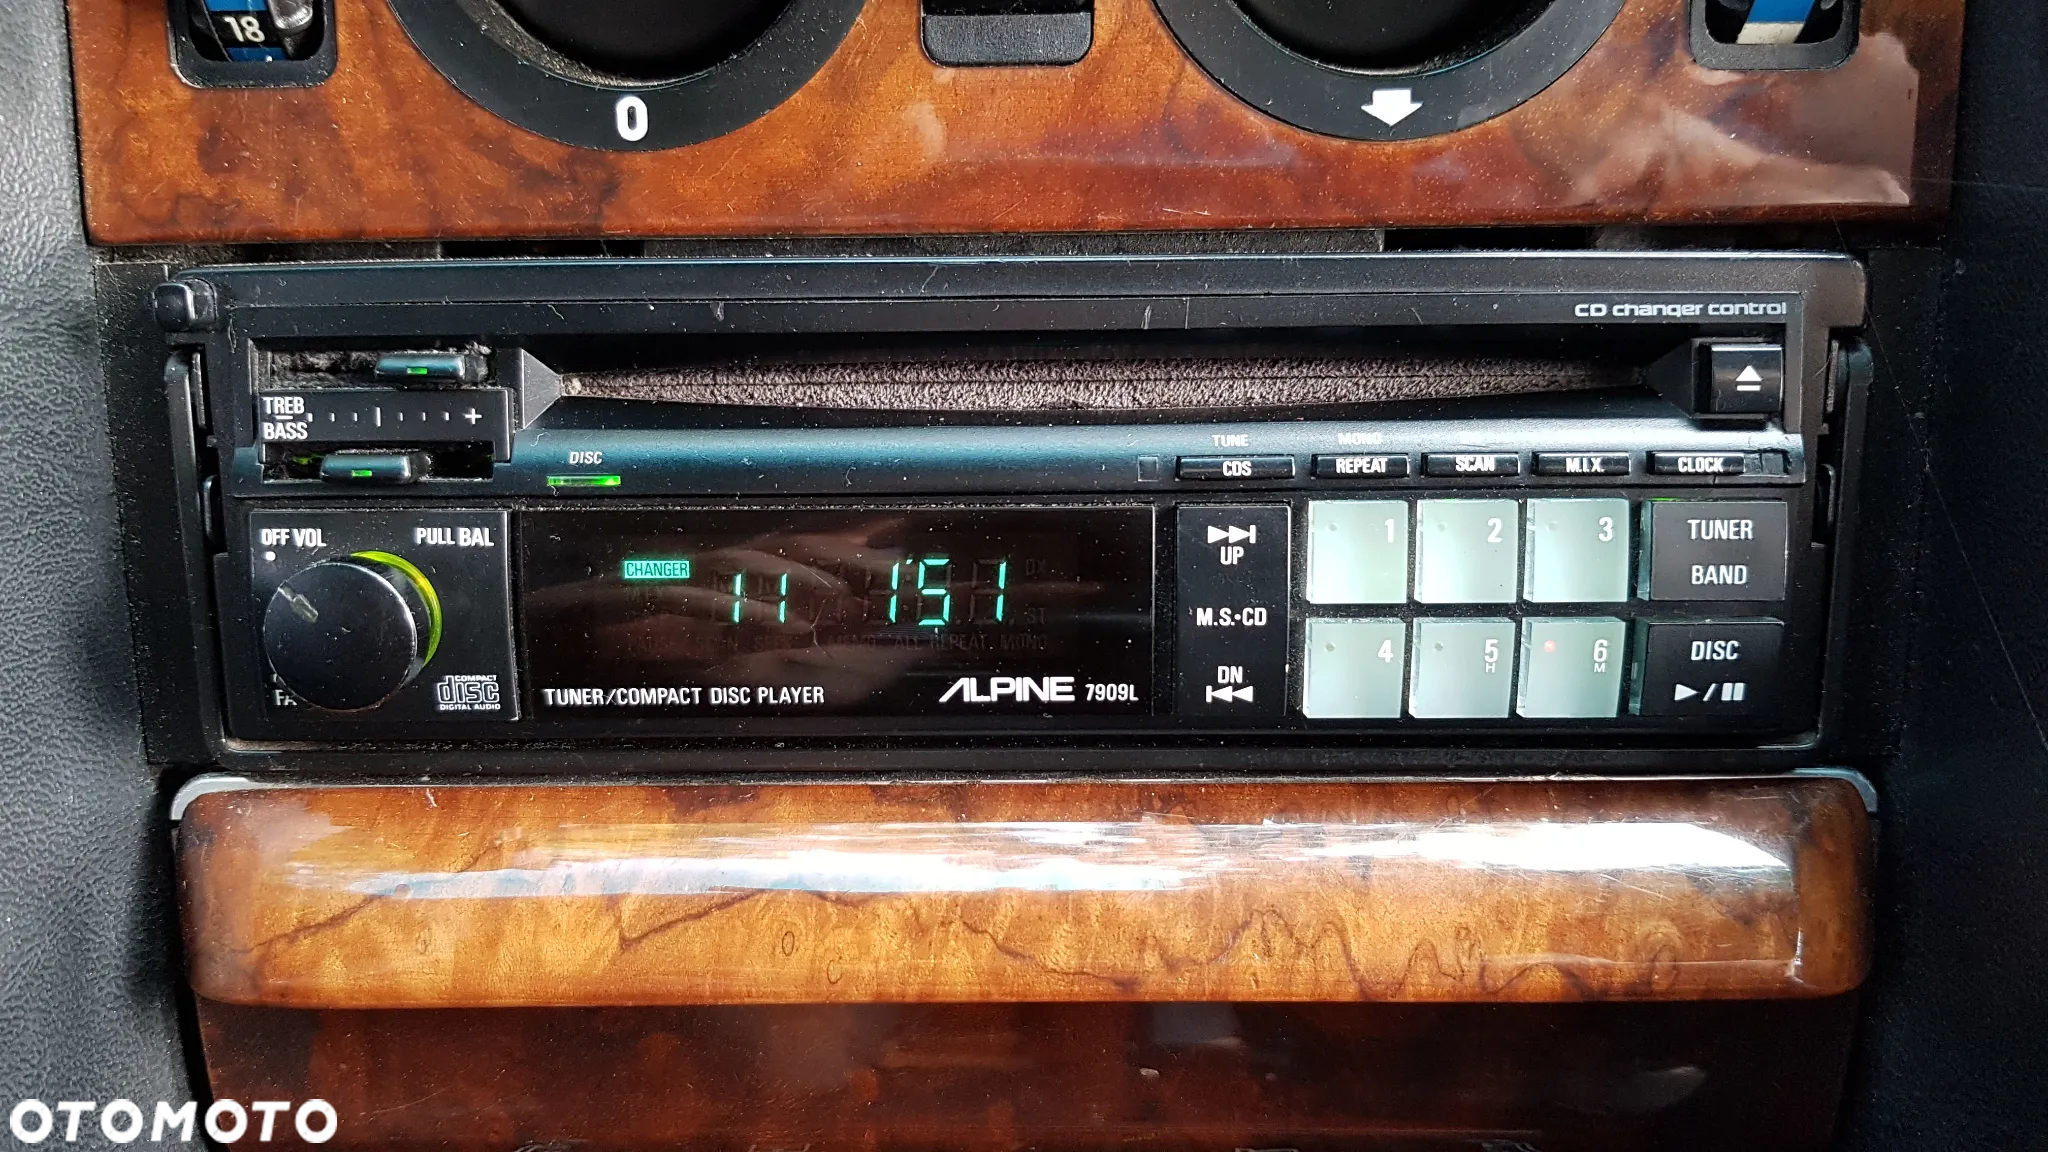 18
0
CD changer control
TREB
BASS
- +
DISC
TUNE
CDS
MONO
REPEAT
SCAN
M.I.X.
CLOCK
OFF VOL
PULL BAL
COMPACT
disc
DIGITAL AUDIO
CHANGER
11 1'51
TUNER/COMPACT DISC PLAYER
ALPINE 7909L
UP
M.S.•CD
DN
1 2 3
4 5 6
H M
TUNER
BAND
DISC
OTOMOTO